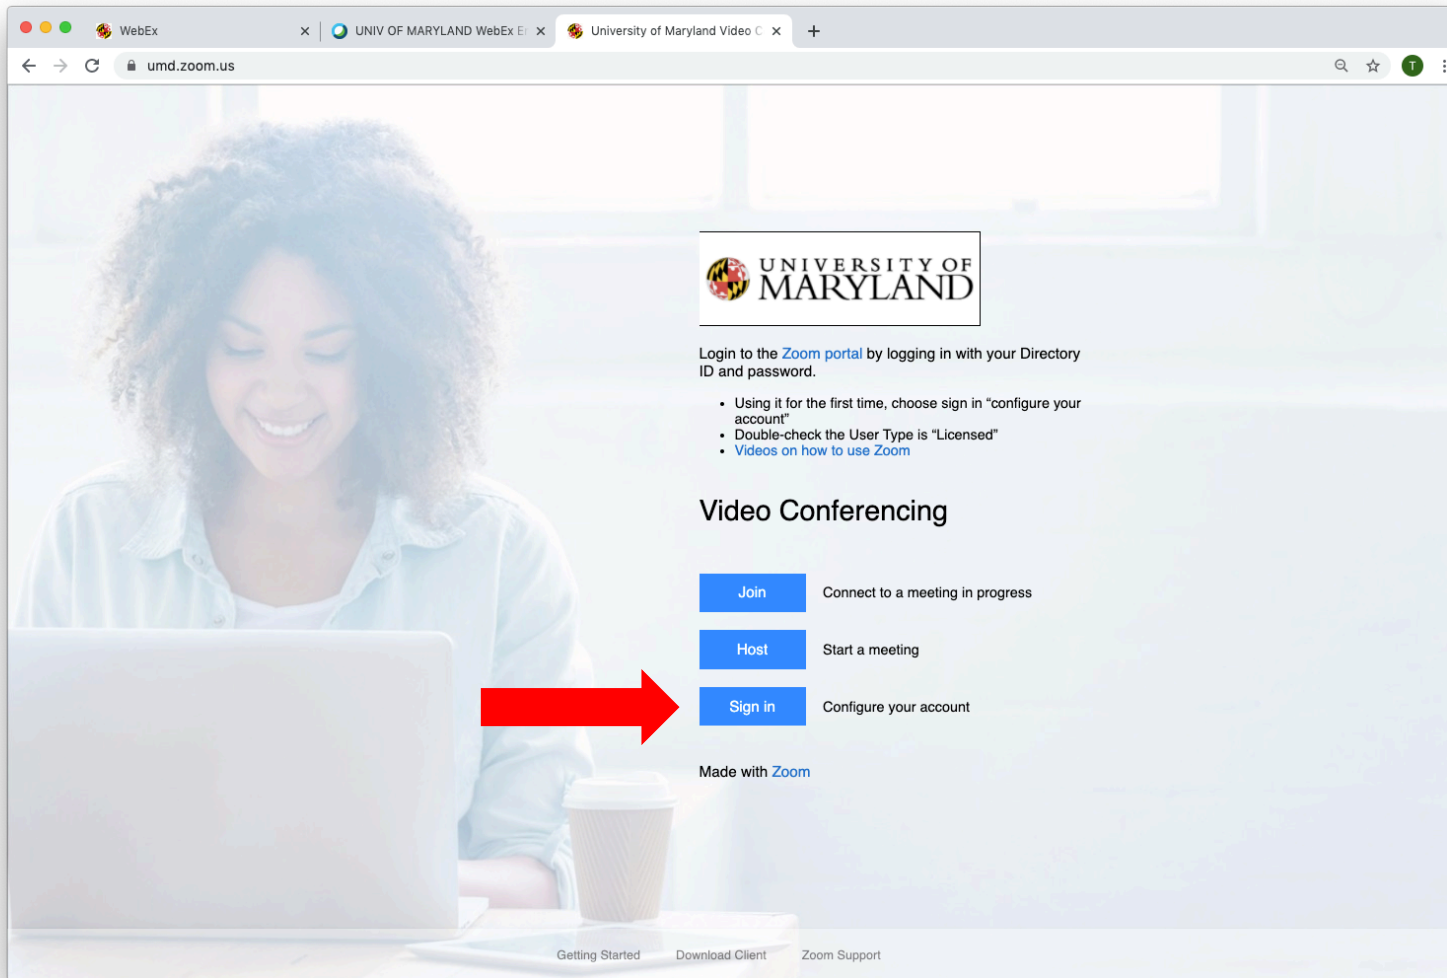 WebEx
UNIV OF MARYLAND WebEx
University of Maryland Video
umd.zoom.us
T
UNIVERSITY OF
MARYLAND
Login to the Zoom portal by logging in with your Directory
ID and password.
• Using it for the first time, choose sign in “configure your
account”
• Double-check the User Type is “Licensed”
• Videos on how to use Zoom
Video Conferencing
Join Connect to a meeting in progress
Host Start a meeting
Sign in Configure your account
Made with Zoom
Getting Started Download Client Zoom Support